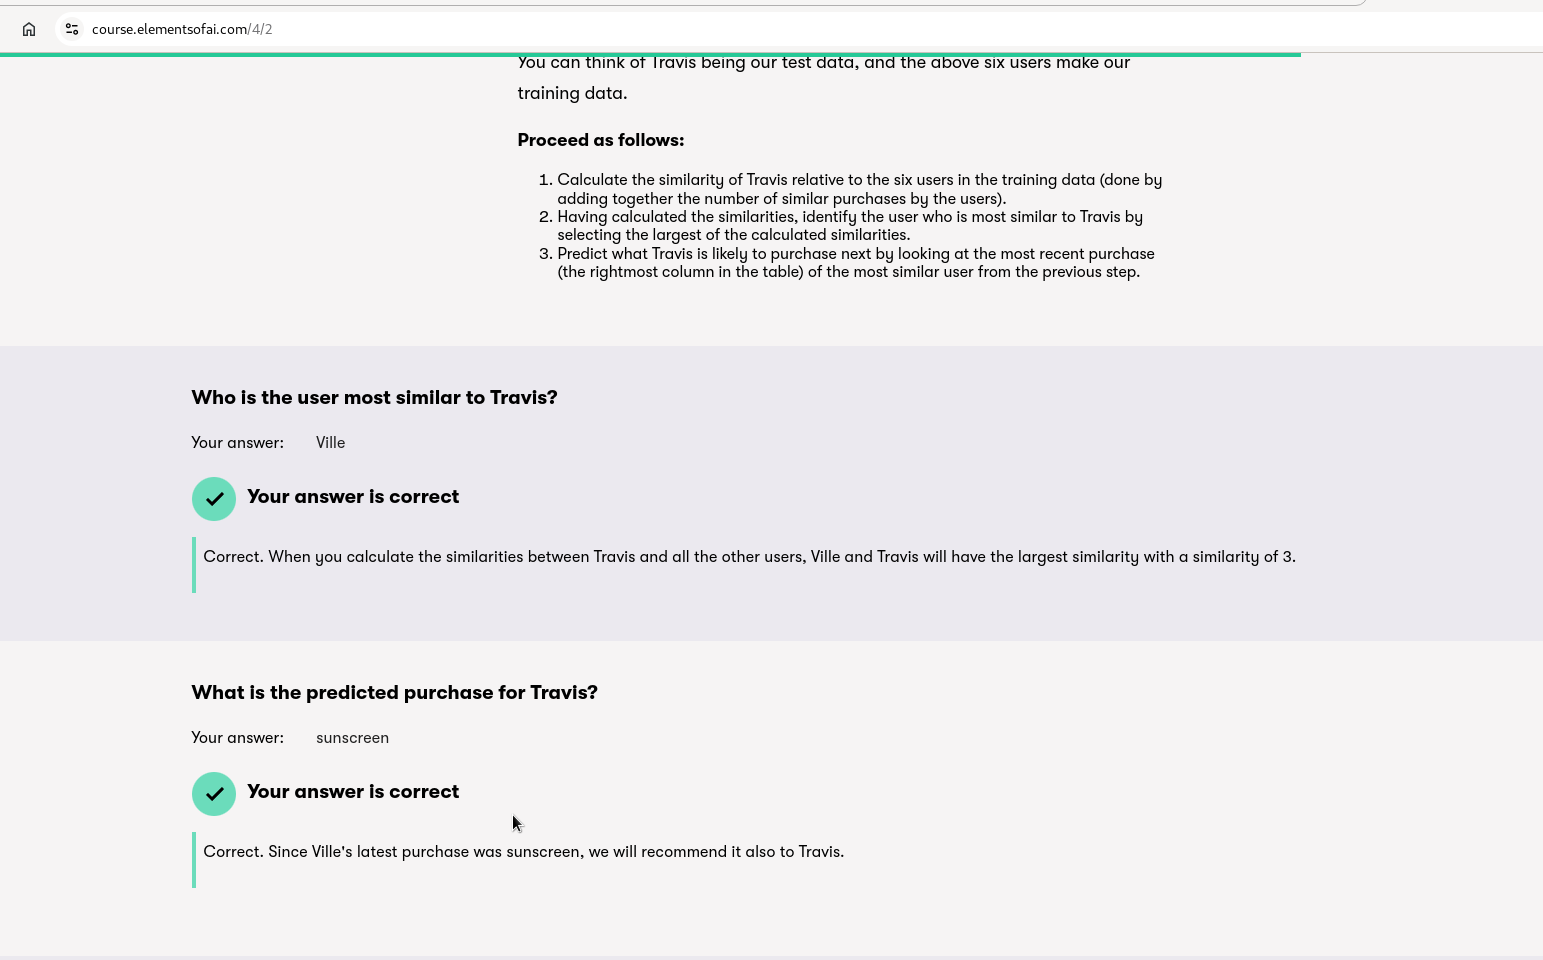 course.elementsofai.com/4/2
You can think of Travis being our test data, and the above six users make our
training data.
Proceed as follows:
1. Calculate the similarity of Travis relative to the six users in the training data (done by
adding together the number of similar purchases by the users).
2. Having calculated the similarities, identify the user who is most similar to Travis by
selecting the largest of the calculated similarities.
3. Predict what Travis is likely to purchase next by looking at the most recent purchase
(the rightmost column in the table) of the most similar user from the previous step.
Who is the user most similar to Travis?
Your answer: Ville
Your answer is correct
Correct. When you calculate the similarities between Travis and all the other users, Ville and Travis will have the largest similarity with a similarity of 3.
What is the predicted purchase for Travis?
Your answer: sunscreen
Your answer is correct
Correct. Since Ville's latest purchase was sunscreen, we will recommend it also to Travis.